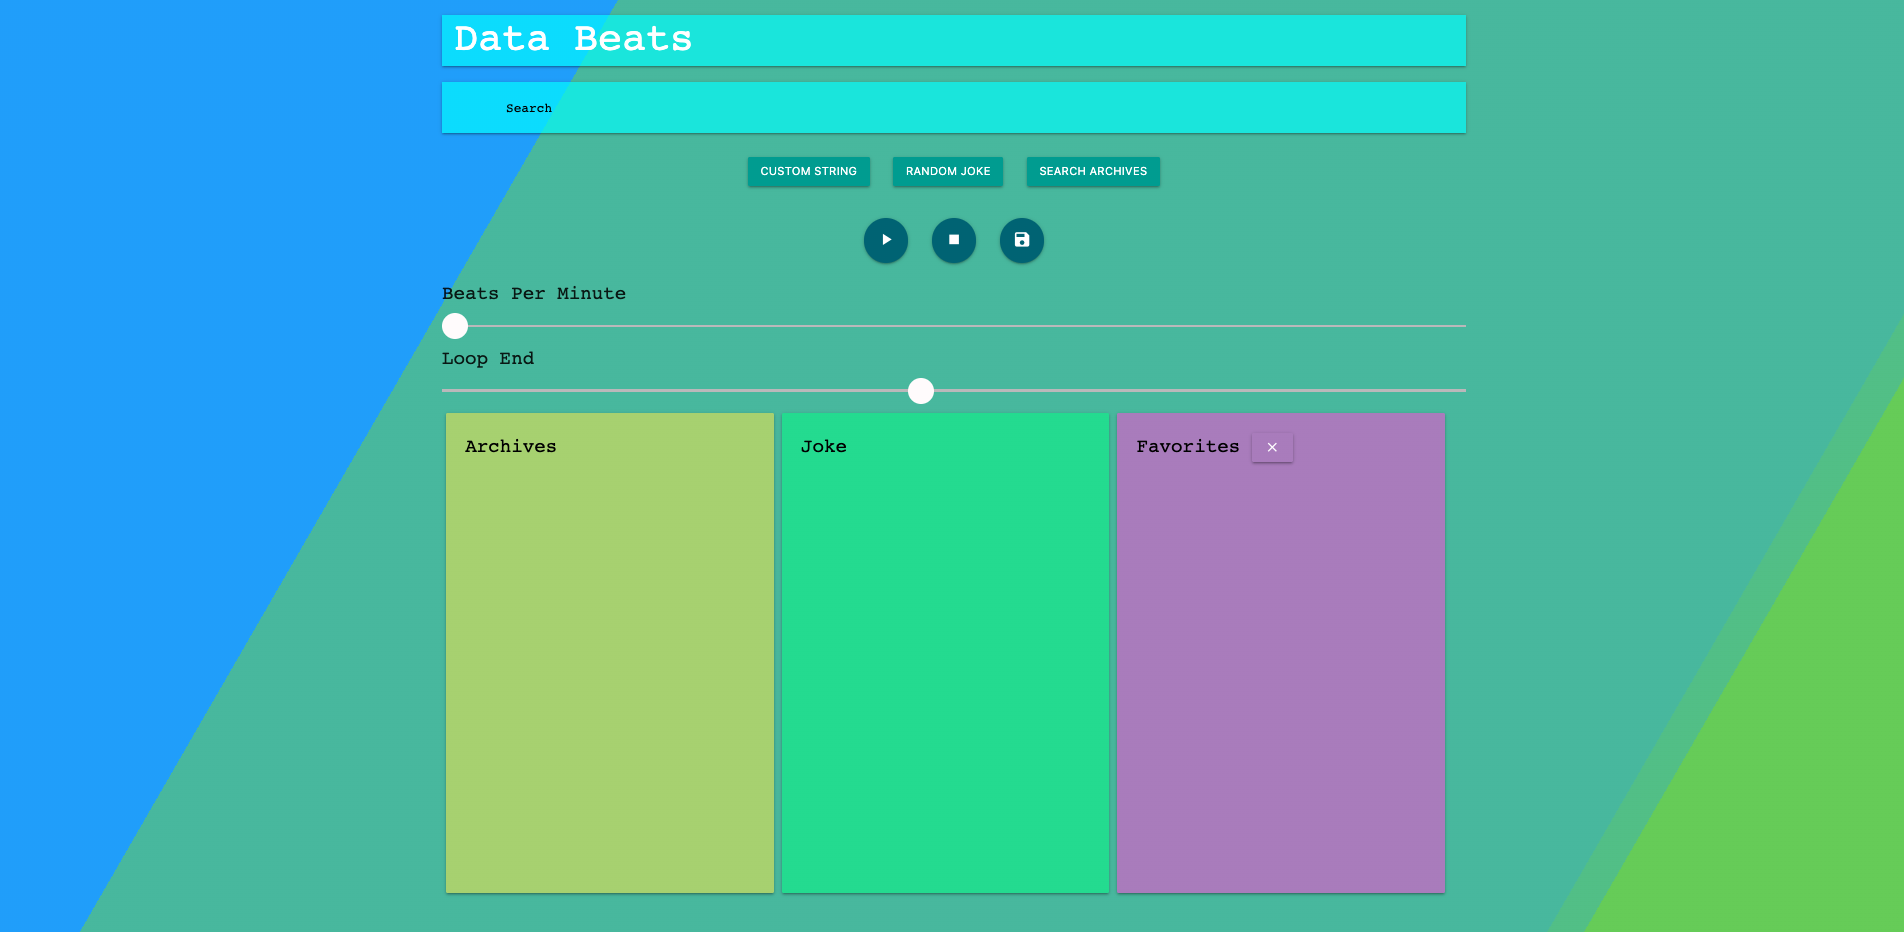 Data Beats
Search
CUSTOM STRING RANDOM JOKE SEARCH ARCHIVES
Beats Per Minute
Loop End
Archives Joke Favorites